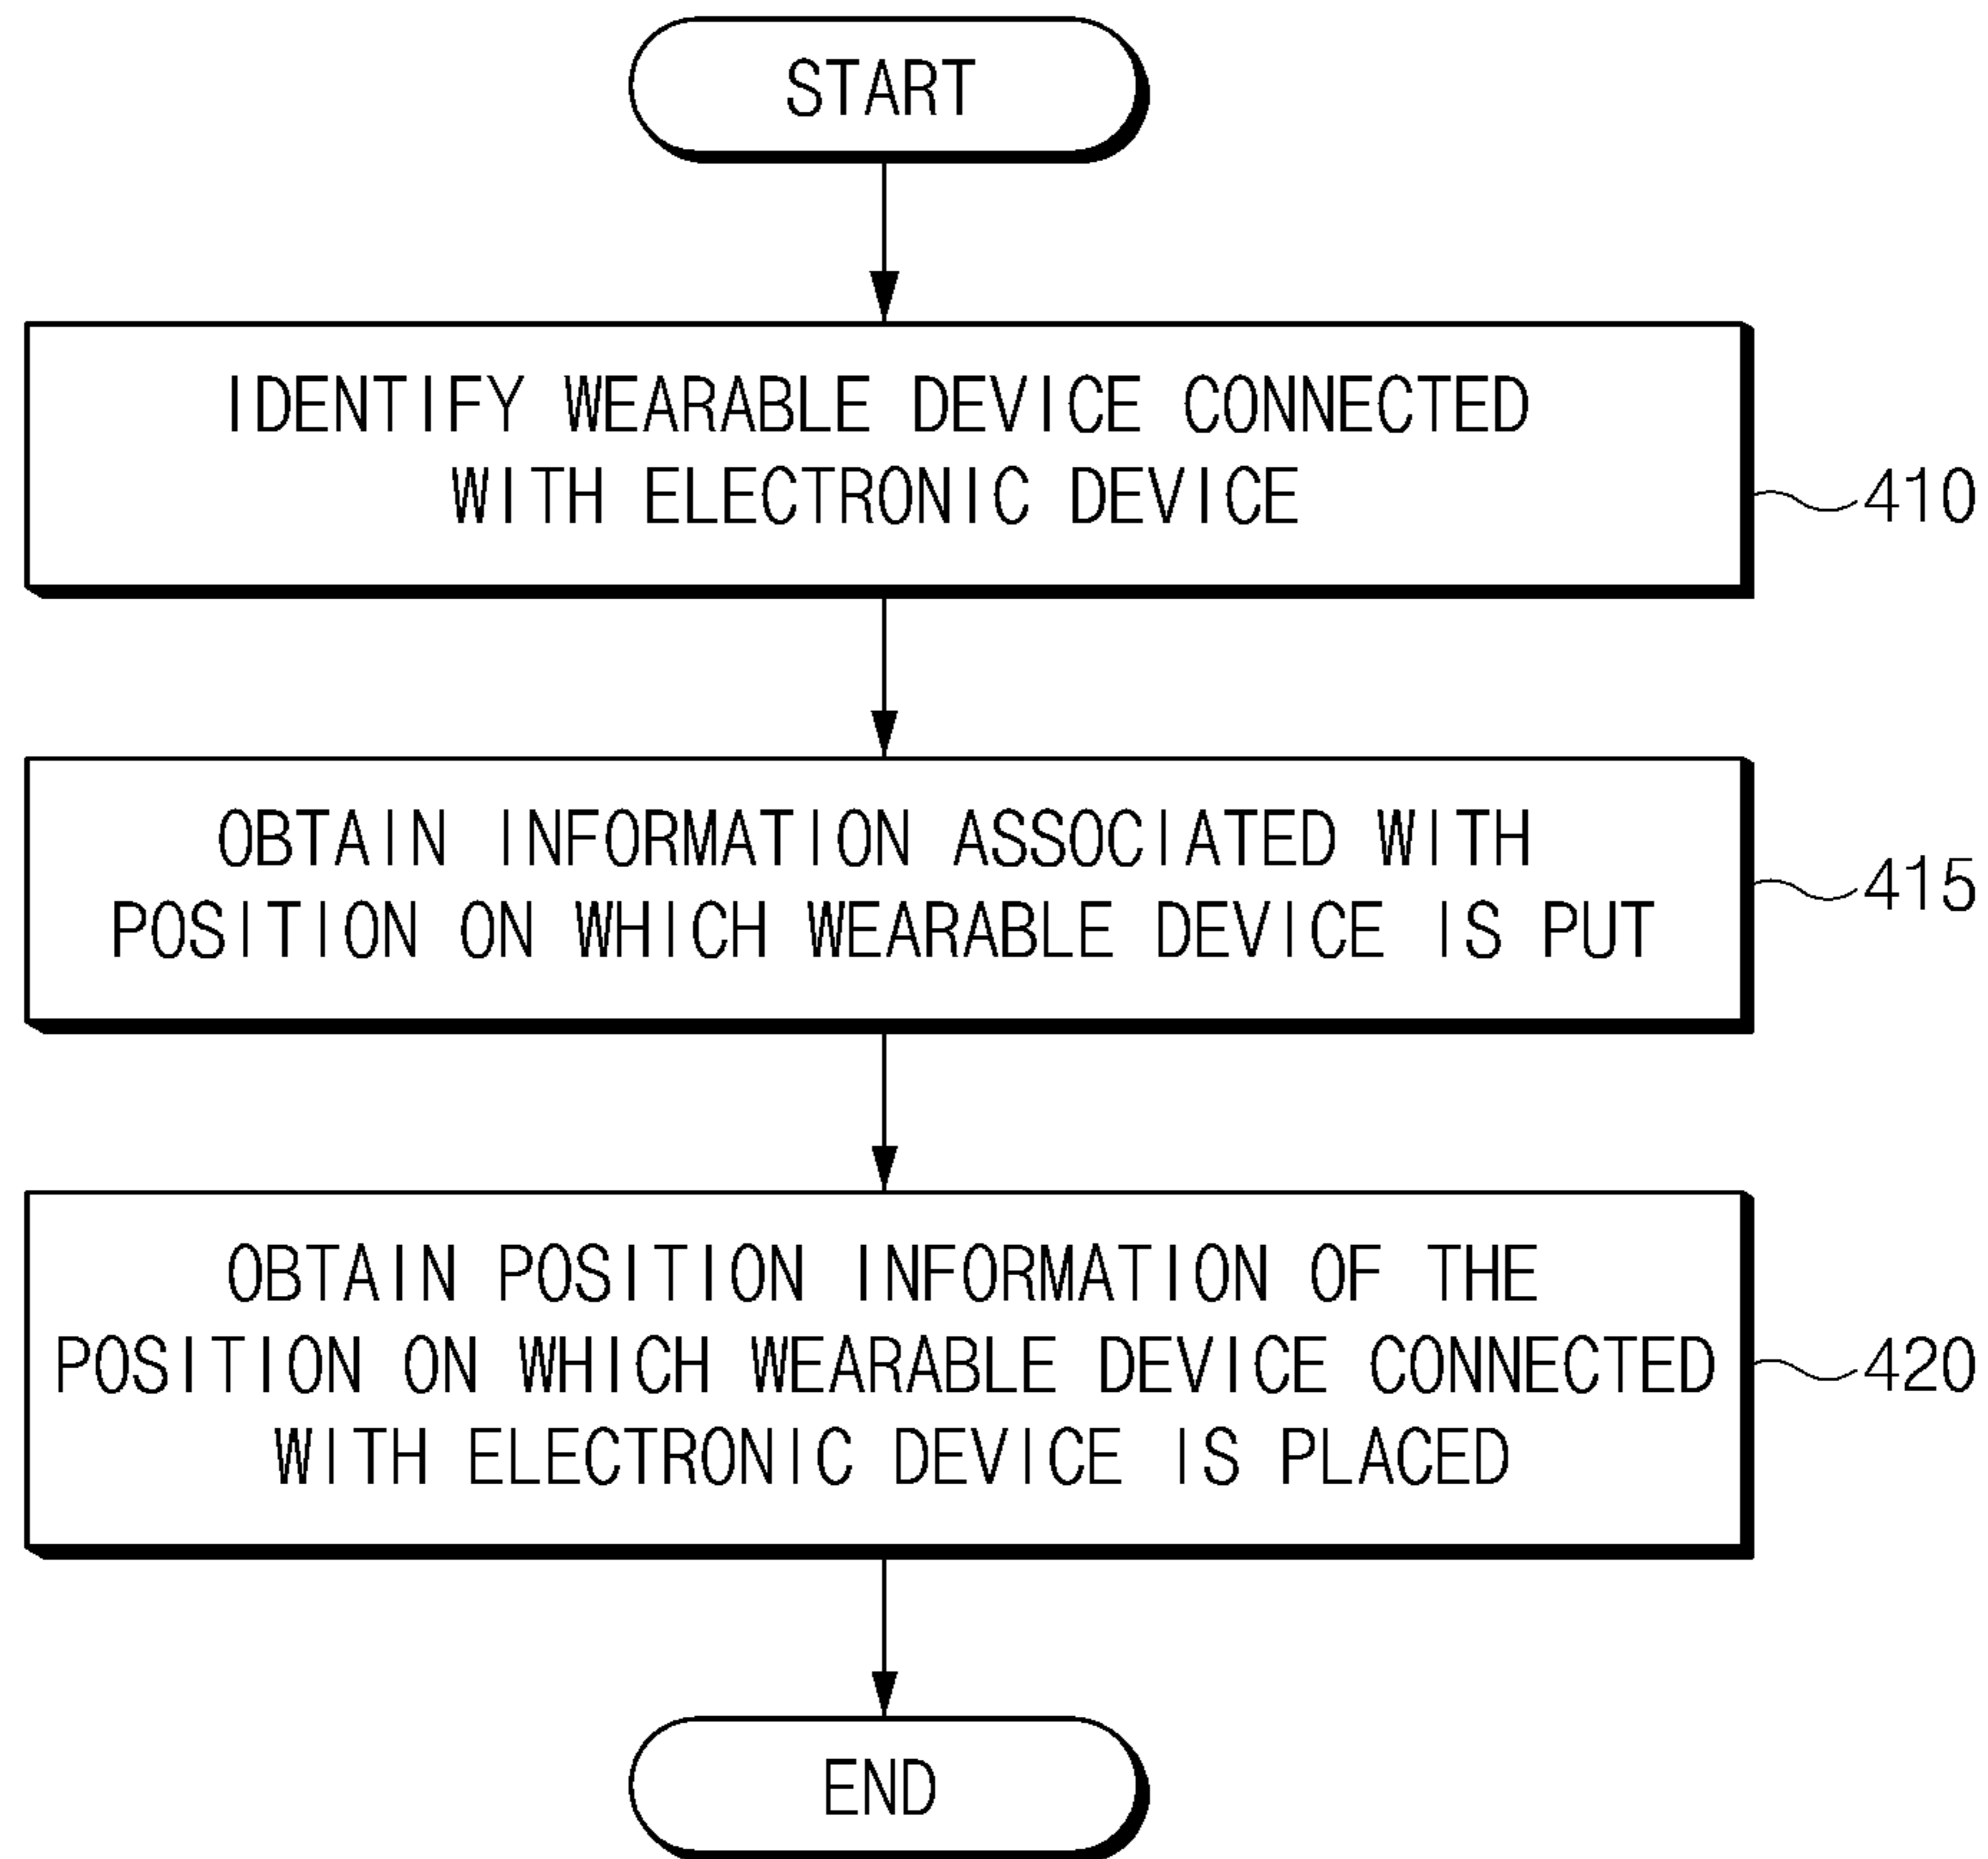 START
IDENTIFY WEARABLE DEVICE CONNECTED
WITH ELECTRONIC DEVICE
410
OBTAIN INFORMATION ASSOCIATED WITH
POSITION ON WHICH WEARABLE DEVICE IS PUT
415
OBTAIN POSITION INFORMATION OF THE
POSITION ON WHICH WEARABLE DEVICE CONNECTED
WITH ELECTRONIC DEVICE IS PLACED
420
END